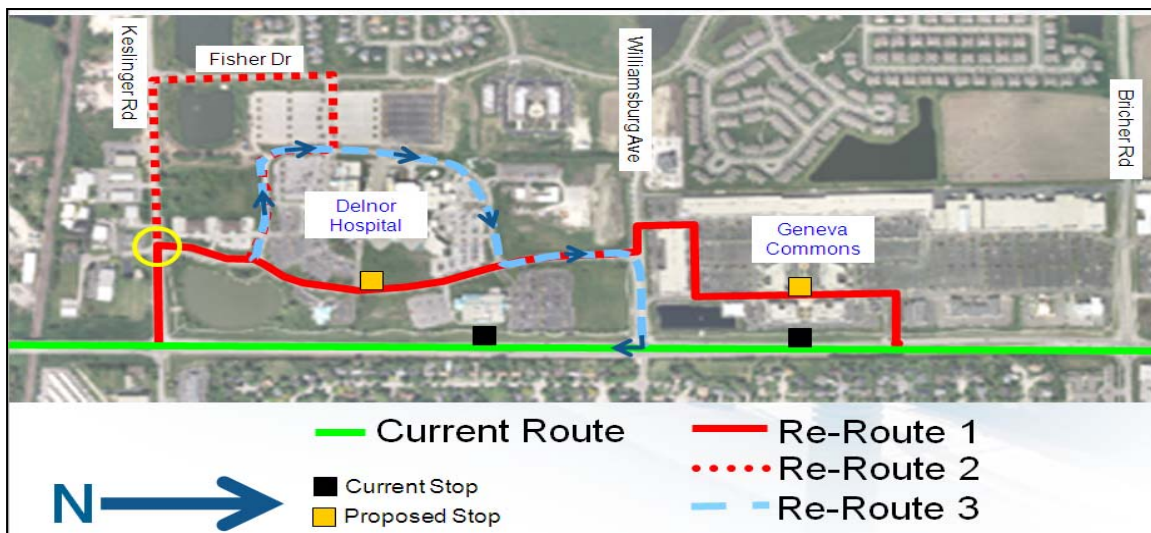 Keslinger Rd
Fisher Dr
Williamsburg Ave
Bricher Rd
Delnor
Hospital
Geneva
Commons
Current Route
Re-Route 1
Re-Route 2
Re-Route 3
N
Current Stop
Proposed Stop